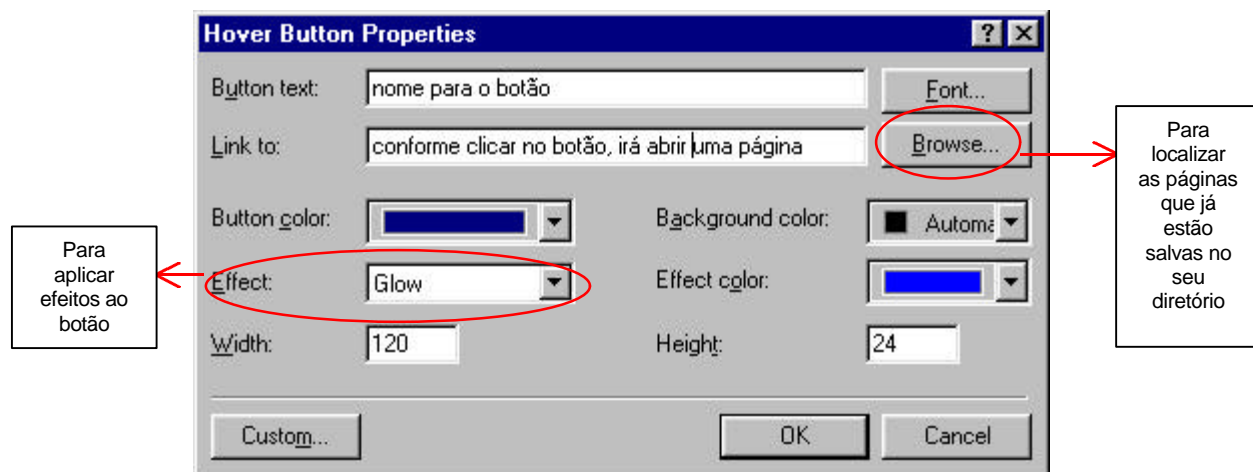 Hover Button Properties
Button text: nome para o botão Font...
Link to: conforme clicar no botão, irá abrir uma página Browse...
Button color: Background color: Automa
Effect: Glow Effect color:
Width: 120 Height: 24
Custom... OK Cancel
Para
aplicar
efeitos ao
botão
Para
localizar
as páginas
que já
estão
salvas no
seu
diretório